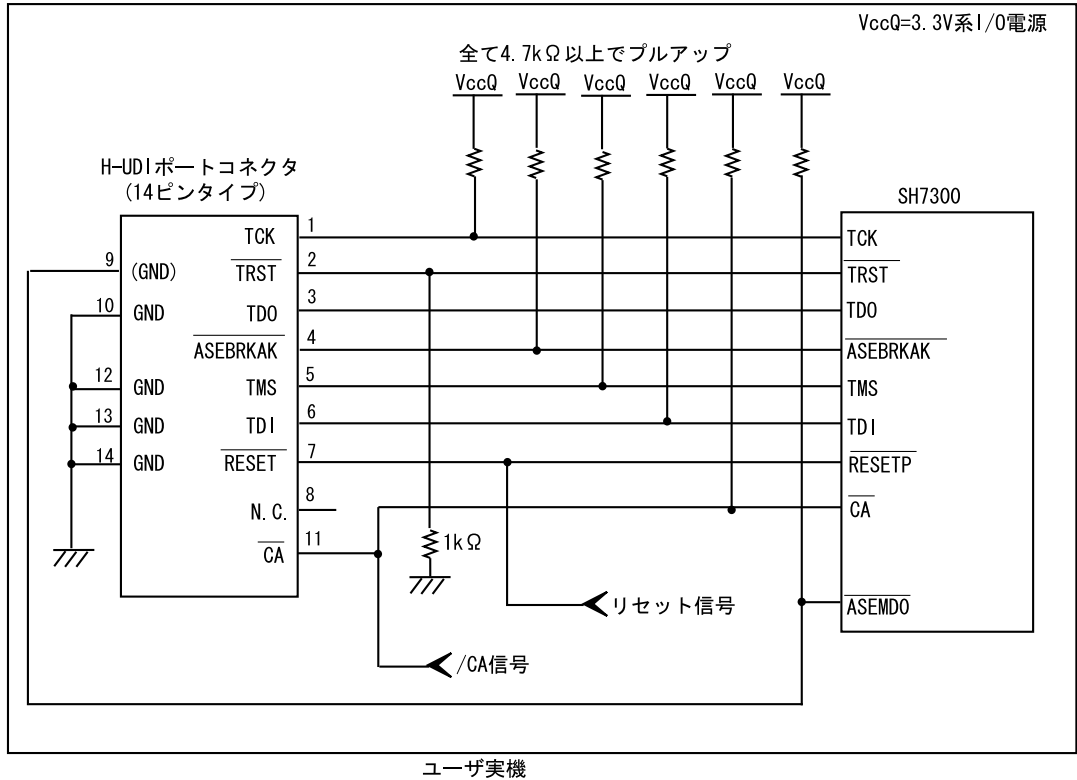 VccQ=3.3V系I/O電源
全て4.7kΩ以上でプルアップ
VccQ VccQ VccQ VccQ VccQ VccQ
H-UDIポートコネクタ
(14ピンタイプ)
SH7300
TCK 1 TCK
9 (GND) TRST 2 TRST
10 GND TDO 3 TDO
ASEBRKAK 4 ASEBRKAK
12 GND TMS 5 TMS
13 GND TDI 6 TDI
14 GND RESET 7 RESETP
N.C. 8 CA
CA 11 1kΩ
リセット信号 ASEMD0
/CA信号
ユーザ実機